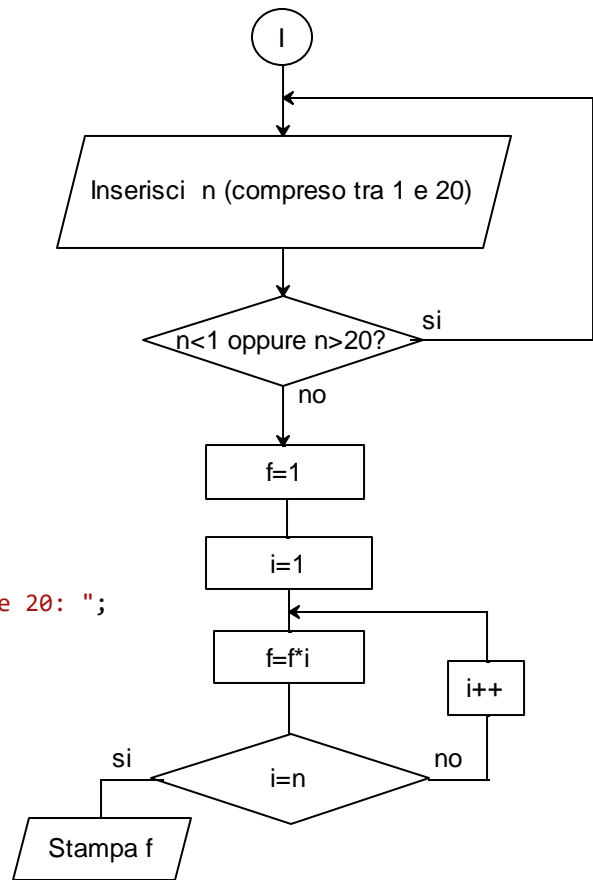 I
Inserisci n (compreso tra 1 e 20)
n<1 oppure n>20?
si
no
f=1
i=1
e 20: ";
f=f*i
i++
si
i=n
no
Stampa f